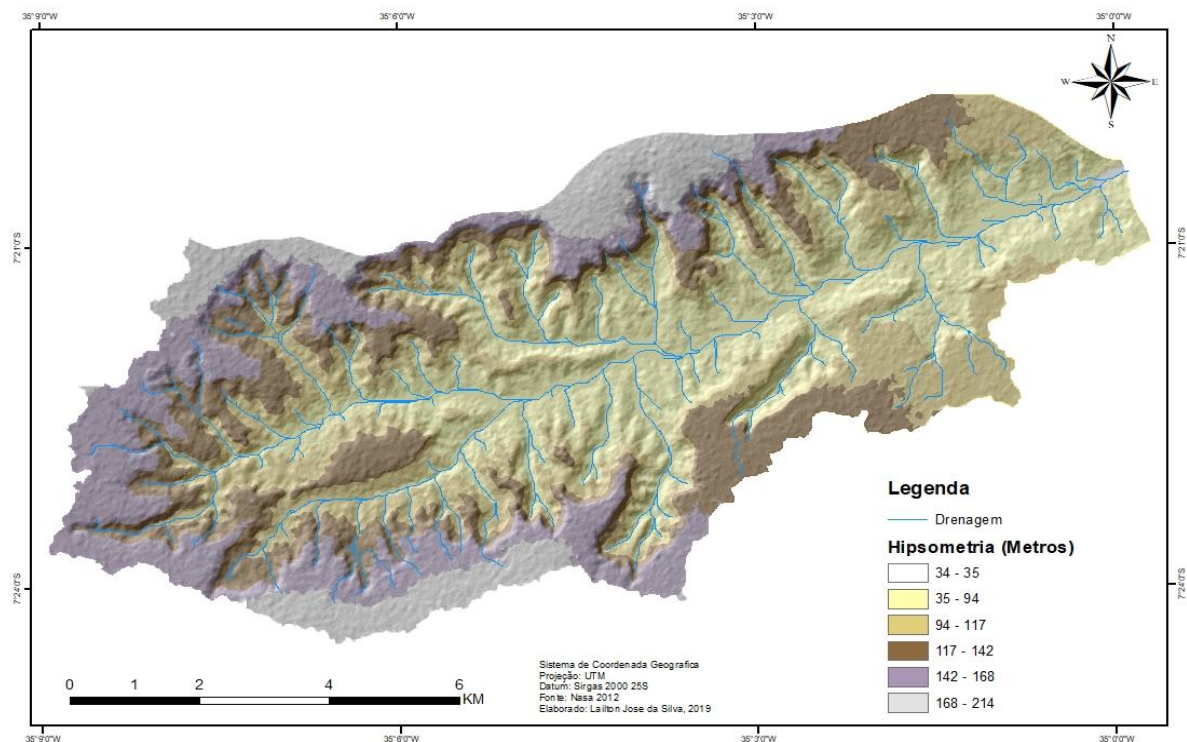 35°9'0"W 35°6'0"W 35°3'0"W 35°0'0"W
N
W E
S
7°21'0"S 7°21'0"S
Legenda
Drenagem
Hipsometria (Metros)
34 - 35
35 - 94
94 - 117
117 - 142
142 - 168
168 - 214
7°24'0"S 7°24'0"S
0 1 2 4 6
KM
Sistema de Coordenada Geografica
Projeção: UTM
Datum: Sirgas 2000 25S
Fonte: Nasa 2012
Elaborado: Lailton Jose da Silva, 2019
35°9'0"W 35°6'0"W 35°3'0"W 35°0'0"W